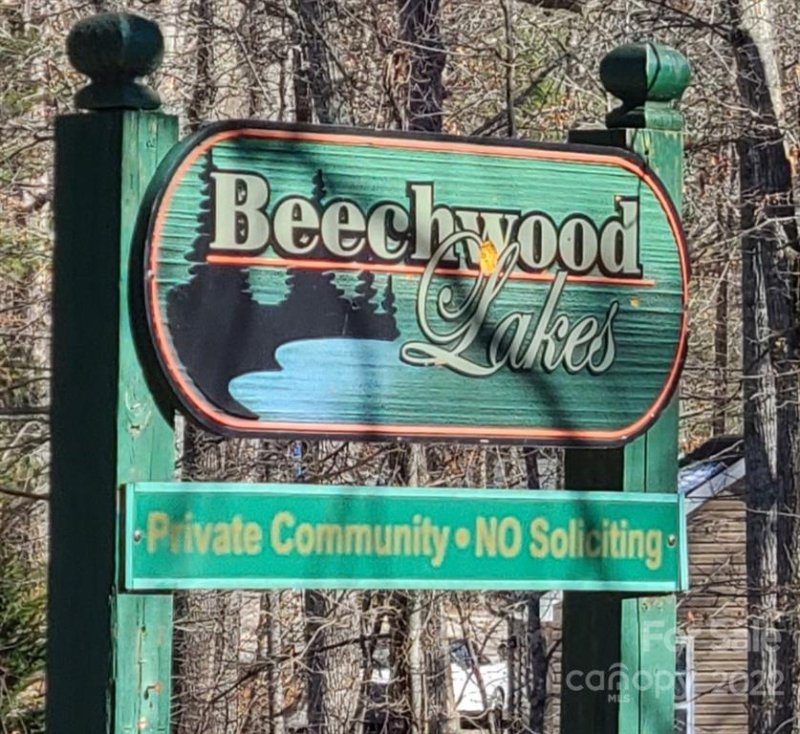 Beechwood
Lakes
Private Community • NO Soliciting
For Sale
canopy 2022
MLS